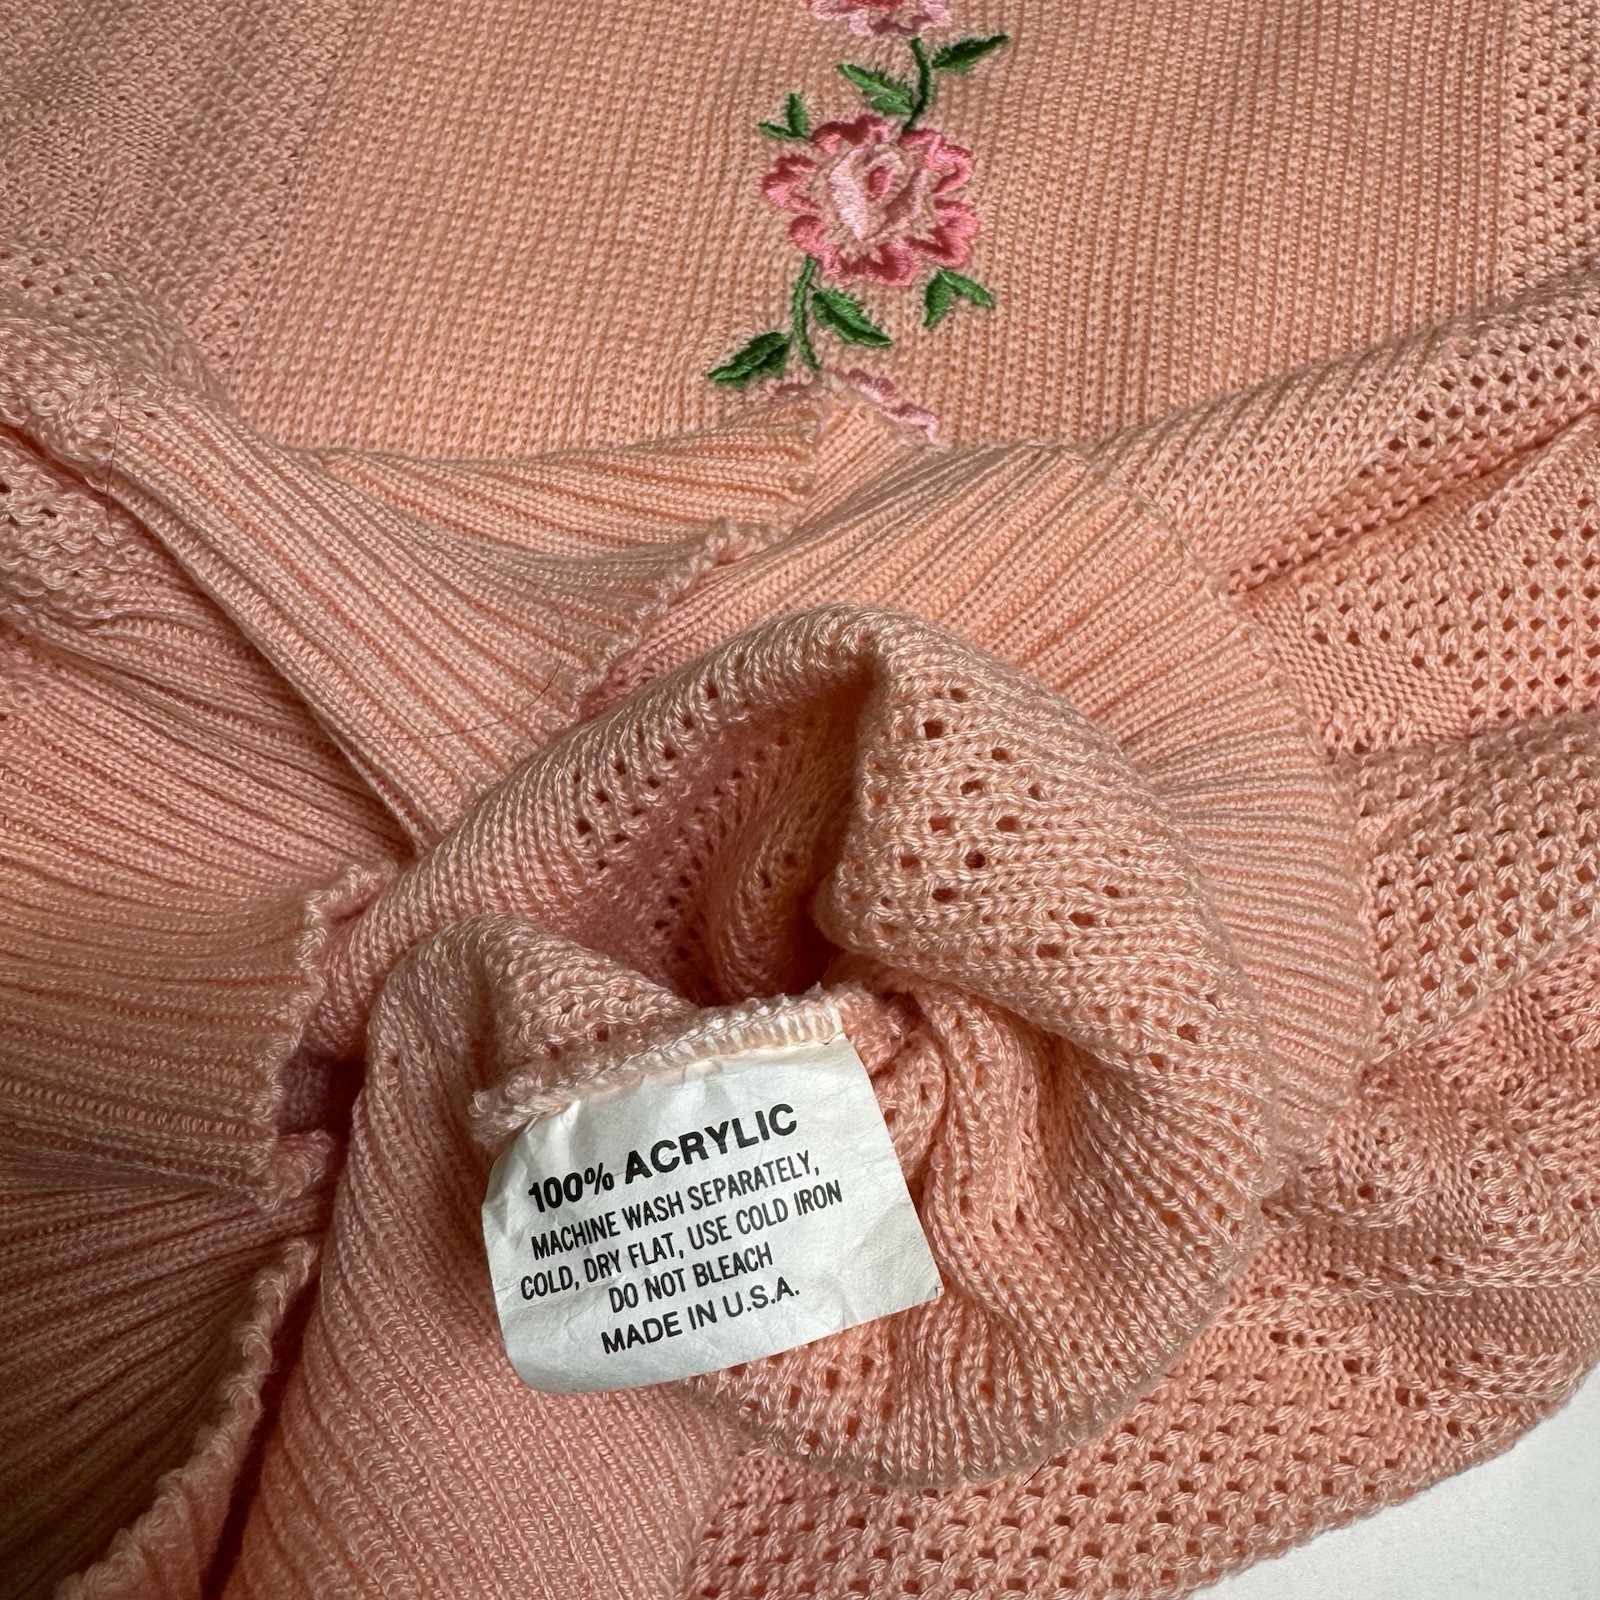 100% ACRYLIC
MACHINE WASH SEPARATELY,
COLD, DRY FLAT, USE COLD IRON
DO NOT BLEACH
MADE IN U.S.A.